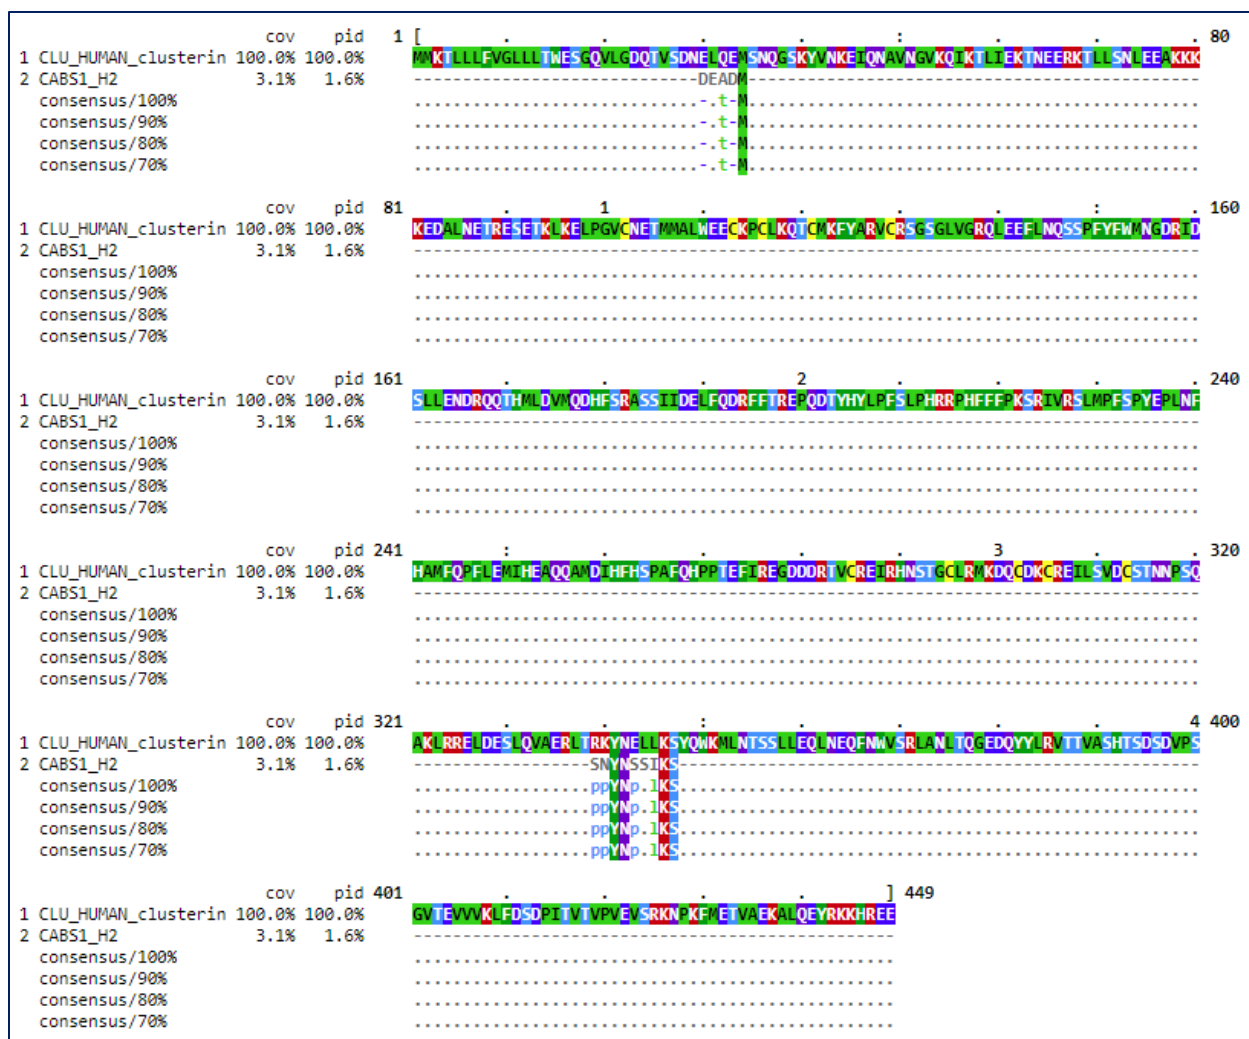 cov pid 1 [ . . . . : . . . 80
1 CLU_HUMAN_clusterin 100.0% 100.0% MMKTLLLFVGLLLTWESGQVLGDQTVSDNELQEMSNQGSKYVNKEIQNAVNGVKQIKTLIEKTNEERKTLLSNLEEAKKK
2 CABS1_H2 3.1% 1.6% -----------------------------DEADM----------------------------------------------
consensus/100% .............................-.t-M..............................................
consensus/90% .............................-.t-M..............................................
consensus/80% .............................-.t-M..............................................
consensus/70% .............................-.t-M..............................................
cov pid 81 . 1 . . . . : . 160
1 CLU_HUMAN_clusterin 100.0% 100.0% KEDALNETRESETKLKELPGVCNETMMALWEECKPCLKQTCMKFYARVCRSGSGLVGRQLEEFLNQSSPFYFWMNGDRID
2 CABS1_H2 3.1% 1.6% --------------------------------------------------------------------------------
consensus/100% ................................................................................
consensus/90% ................................................................................
consensus/80% ................................................................................
consensus/70% ................................................................................
cov pid 161 . . . 2 . . . . 240
1 CLU_HUMAN_clusterin 100.0% 100.0% SLLENDRQQTHMLDVMQDHFSRASSIIDELFQDRFFTREPQDTYHYLPFSLPHRRPHFFFPKSRIVRSLMPFSPYEPLNF
2 CABS1_H2 3.1% 1.6% --------------------------------------------------------------------------------
consensus/100% ................................................................................
consensus/90% ................................................................................
consensus/80% ................................................................................
consensus/70% ................................................................................
cov pid 241 : . . . . 3 . . 320
1 CLU_HUMAN_clusterin 100.0% 100.0% HAMFQPFLEMIHEAQQAMDIHFHSPAFQHPPTEFIREGDDDRTVCREIRHNSTGCLRMKDQCDKCREILSVDCSTNNPSQ
2 CABS1_H2 3.1% 1.6% --------------------------------------------------------------------------------
consensus/100% ................................................................................
consensus/90% ................................................................................
consensus/80% ................................................................................
consensus/70% ................................................................................
cov pid 321 . . : . . . . 4 400
1 CLU_HUMAN_clusterin 100.0% 100.0% AKLRRELDESLQVAERLTRKYNELLKSYQWKMLNTSSLLEQLNEQFNWVSRLANLTQGEDQYYLRVTTVASHTSDSDVPS
2 CABS1_H2 3.1% 1.6% ------------------SNYNSSIKS-----------------------------------------------------
consensus/100% ..................ppYNp.lKS.....................................................
consensus/90% ..................ppYNp.lKS.....................................................
consensus/80% ..................ppYNp.lKS.....................................................
consensus/70% ..................ppYNp.lKS.....................................................
cov pid 401 . . . . ] 449
1 CLU_HUMAN_clusterin 100.0% 100.0% GVTEVVVKLFDSDPITVTVPVEVSRKNPKFMETVAEKALQEYRKKHREE
2 CABS1_H2 3.1% 1.6% -------------------------------------------------
consensus/100% .................................................
consensus/90% .................................................
consensus/80% .................................................
consensus/70% .................................................